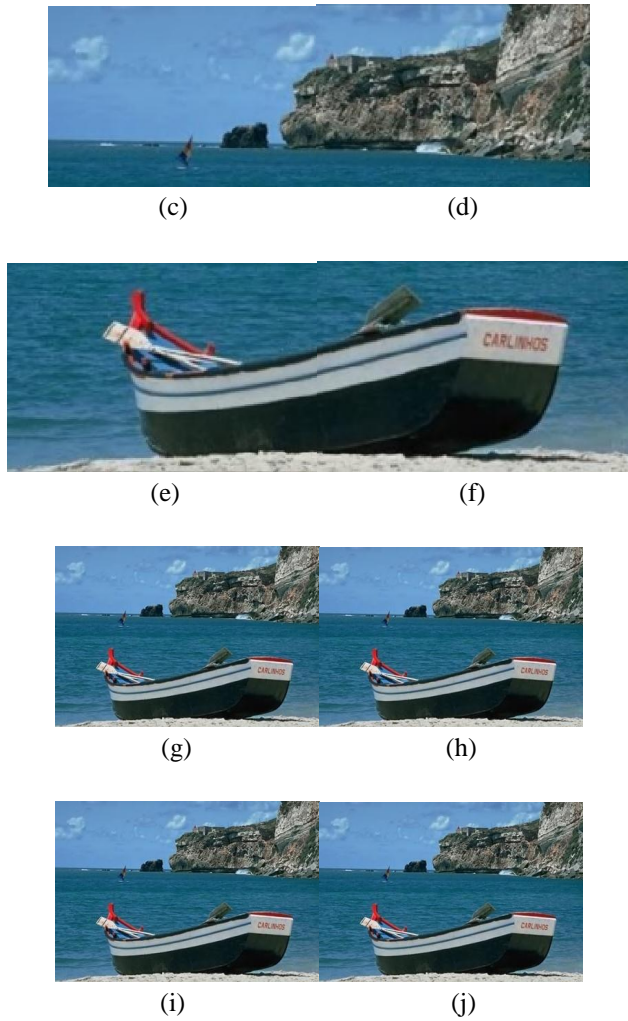 (c) (d)
CARLINHOS
(e) (f)
CARLINHOS CARLINHOS
(g) (h)
CARLINHOS CARLINHOS
(i) (j)